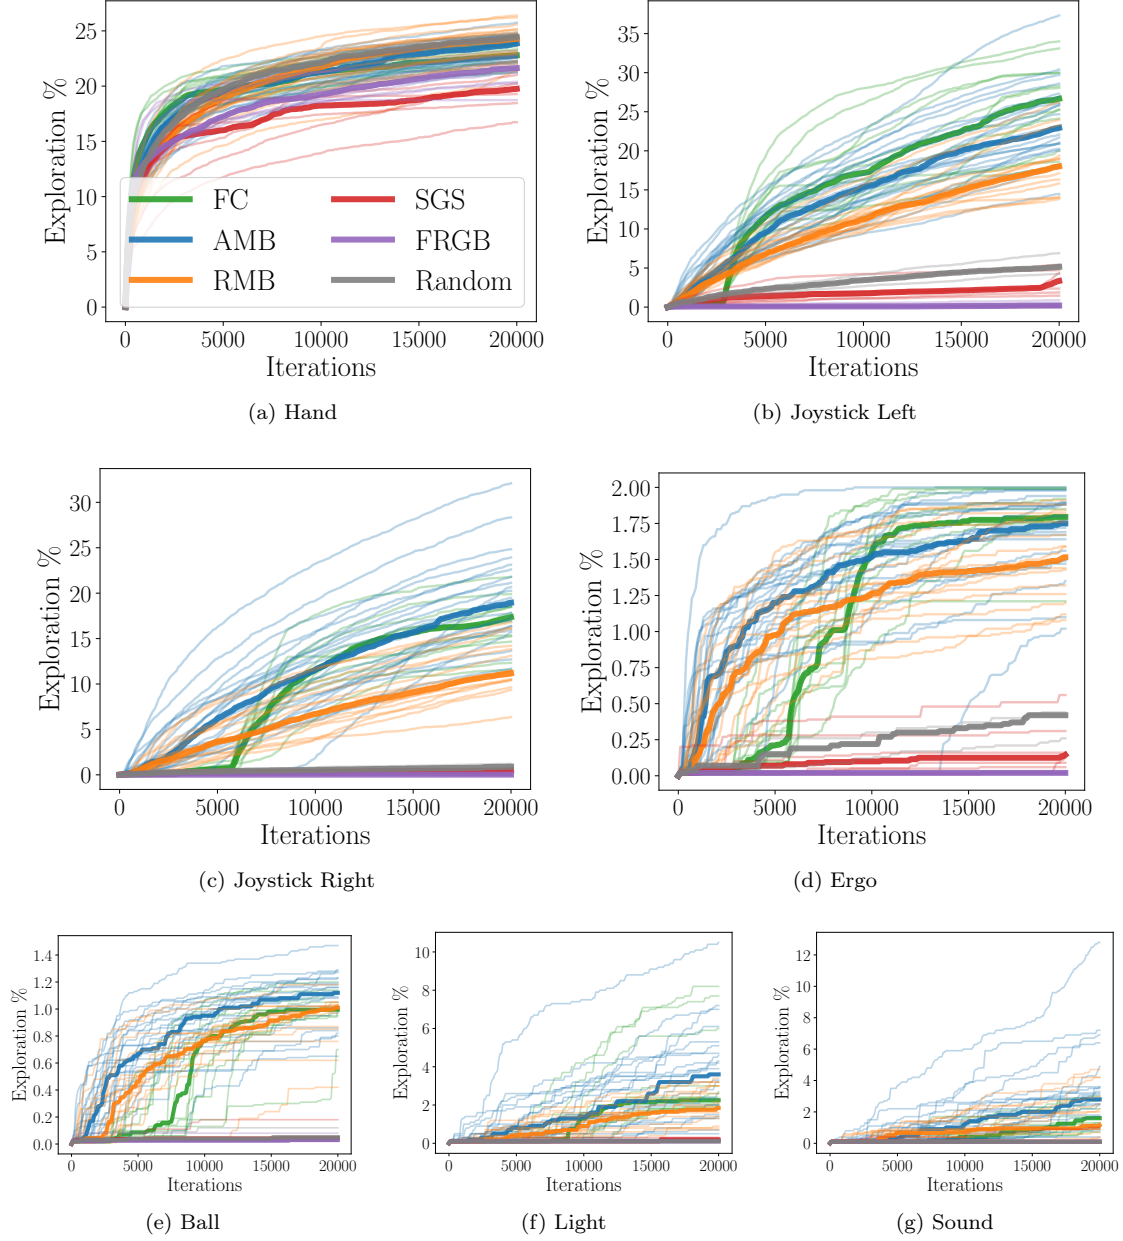 Exploration %
25
20
15
10
5
0
FC
AMB
RMB
SGS
FRGB
Random
0 5000 10000 15000 20000
Iterations
(a) Hand
Exploration %
35
30
25
20
15
10
5
0
0 5000 10000 15000 20000
Iterations
(b) Joystick Left
Exploration %
30
25
20
15
10
5
0
0 5000 10000 15000 20000
Iterations
(c) Joystick Right
Exploration %
2.00
1.75
1.50
1.25
1.00
0.75
0.50
0.25
0.00
0 5000 10000 15000 20000
Iterations
(d) Ergo
Exploration %
1.4
1.2
1.0
0.8
0.6
0.4
0.2
0.0
0 5000 10000 15000 20000
Iterations
(e) Ball
Exploration %
10
8
6
4
2
0
0 5000 10000 15000 20000
Iterations
(f) Light
Exploration %
12
10
8
6
4
2
0
0 5000 10000 15000 20000
Iterations
(g) Sound